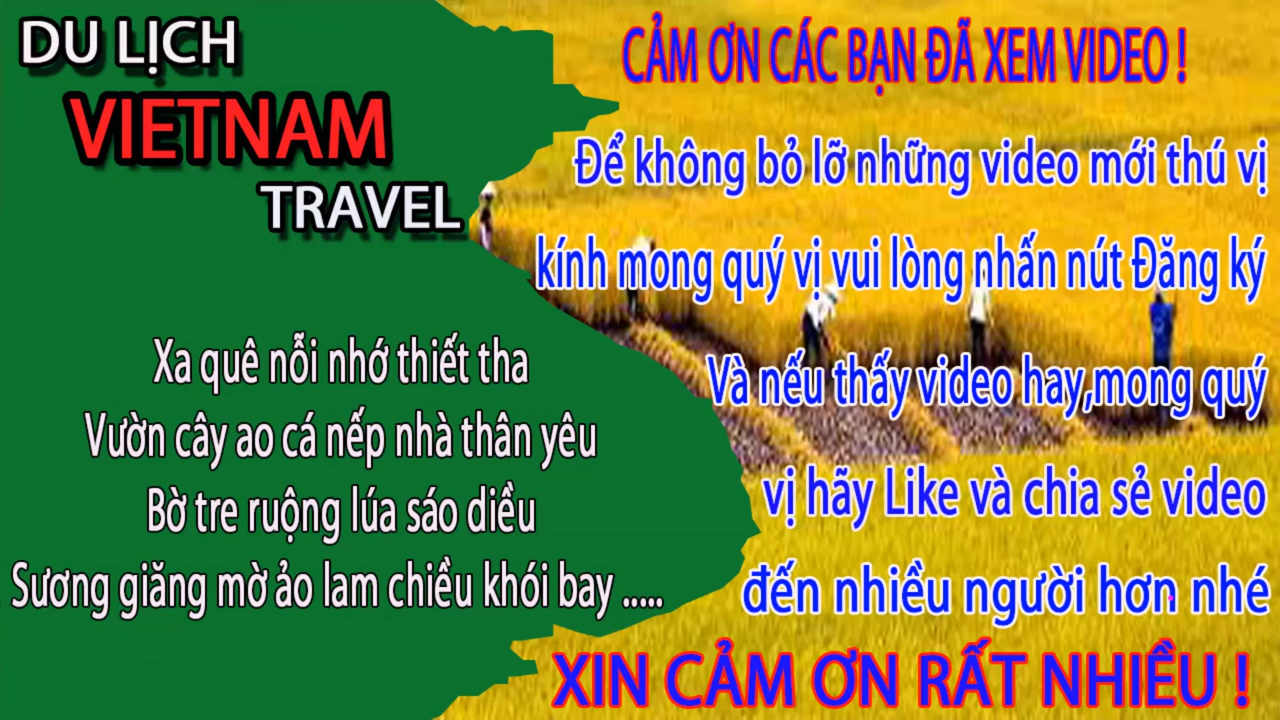 DU LỊCH
VIETNAM
TRAVEL
Xa quê nỗi nhớ thiết tha
Vườn cây ao cá nếp nhà thân yêu
Bờ tre ruộng lúa sáo diều
Sương giăng mờ ảo lam chiều khói bay .....
CẢM ƠN CÁC BẠN ĐÃ XEM VIDEO !
Để không bỏ lỡ những video mới thú vị
kính mong quý vị vui lòng nhấn nút Đăng ký
Và nếu thấy video hay,mong quý
vị hãy Like và chia sẻ video
đến nhiều người hơn nhé
XIN CẢM ƠN RẤT NHIỀU !